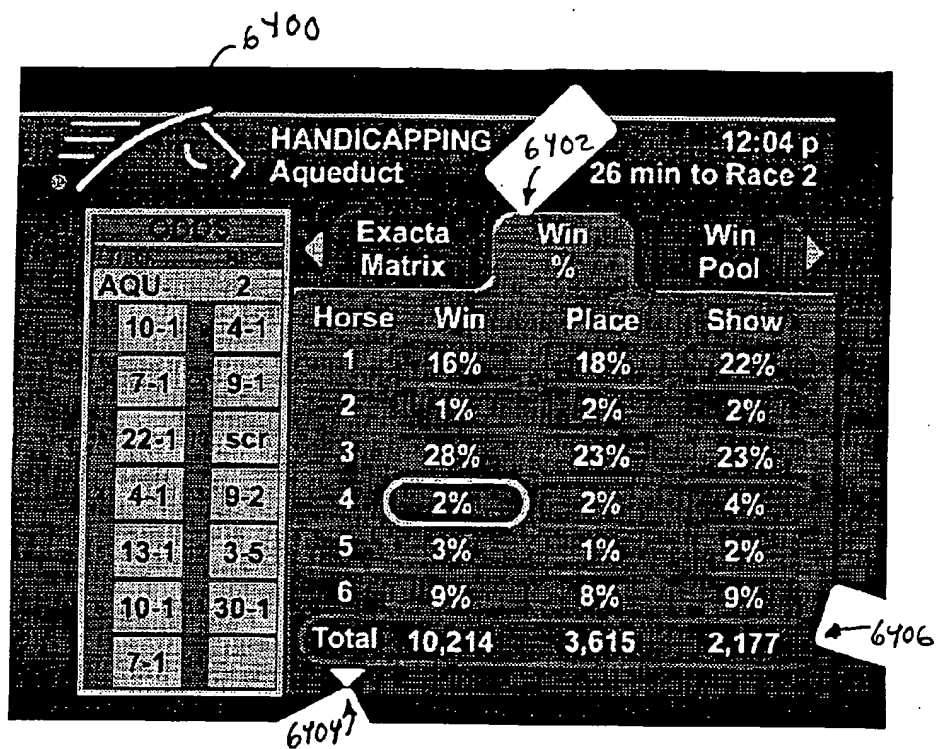 6400
HANDICAPPING
Aqueduct
6402
12:04 p
26 min to Race 2
ODDS
AQU 2
10-1 4-1
7-1 9-1
22-1 scr
4-1 9-2
13-1 3-5
10-1 30-1
7-1
Exacta Matrix
Win %
Win Pool
Horse Win Place Show
1 16% 18% 22%
2 1% 2% 2%
3 28% 23% 23%
4 2% 2% 4%
5 3% 1% 2%
6 9% 8% 9%
Total 10,214 3,615 2,177
6406
6404